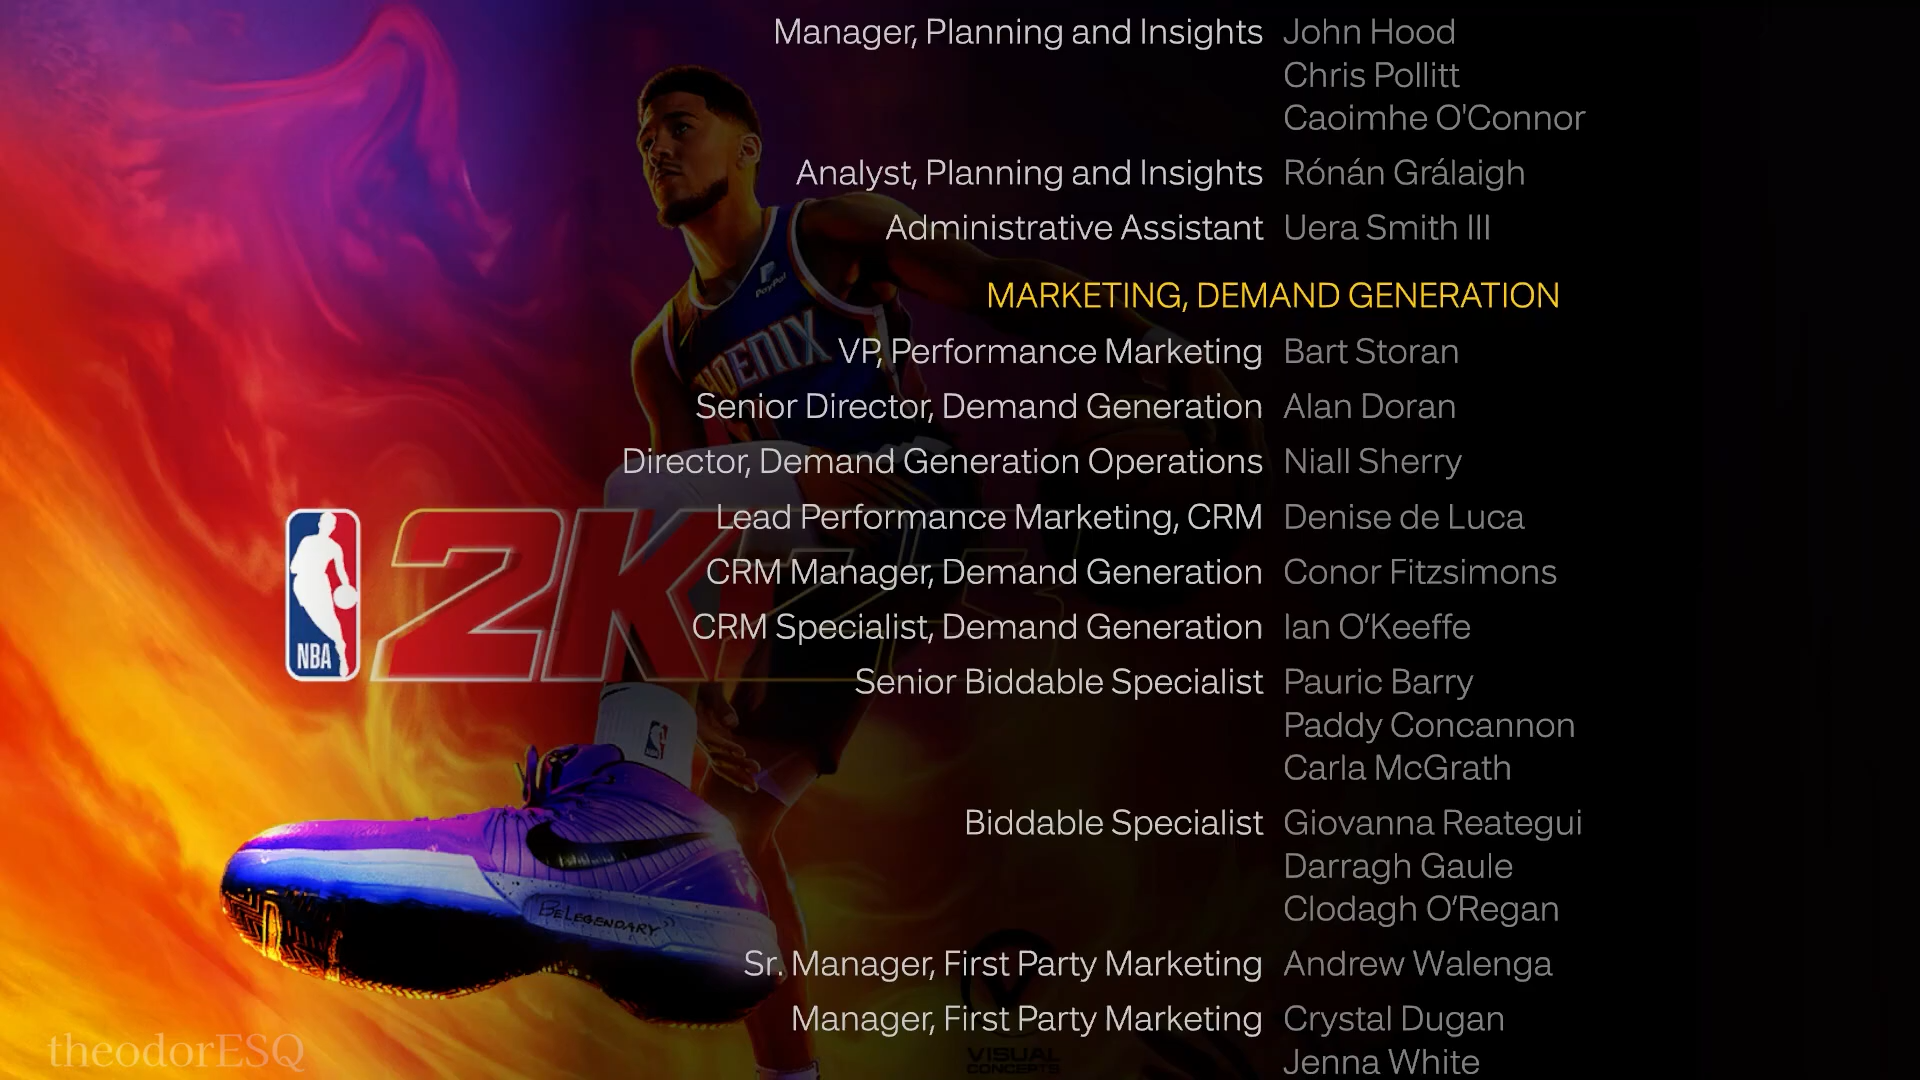 Manager, Planning and Insights John Hood
Chris Pollitt
Caoimhe O'Connor
Analyst, Planning and Insights Rónán Grálaigh
Administrative Assistant Uera Smith III
MARKETING, DEMAND GENERATION
VP, Performance Marketing Bart Storan
Senior Director, Demand Generation Alan Doran
Director, Demand Generation Operations Niall Sherry
Lead Performance Marketing, CRM Denise de Luca
CRM Manager, Demand Generation Conor Fitzsimons
CRM Specialist, Demand Generation Ian O’Keeffe
Senior Biddable Specialist Pauric Barry
Paddy Concannon
Carla McGrath
Biddable Specialist Giovanna Reategui
Darragh Gaule
Clodagh O’Regan
Sr. Manager, First Party Marketing Andrew Walenga
Manager, First Party Marketing Crystal Dugan
Jenna White
PayPal
PHOENIX
NBA 2K23
BeLegendary
VISUAL
CONCEPTS
theodorESQ